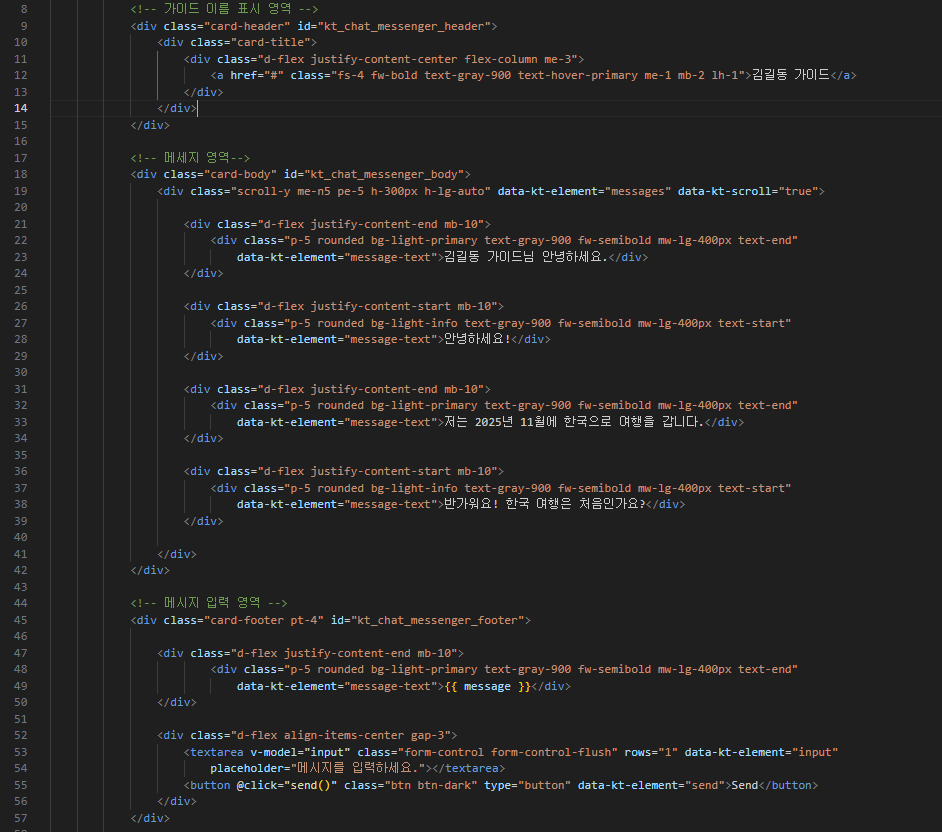 8 <!-- 가이드 이름 표시 영역 -->
9 <div class="card-header" id="kt_chat_messenger_header">
10 <div class="card-title">
11 <div class="d-flex justify-content-center flex-column me-3">
12 <a href="#" class="fs-4 fw-bold text-gray-900 text-hover-primary me-1 mb-2 lh-1">김길동 가이드</a>
13 </div>
14 </div>
15 </div>
16
17 <!-- 메세지 영역-->
18 <div class="card-body" id="kt_chat_messenger_body">
19 <div class="scroll-y me-n5 pe-5 h-300px h-lg-auto" data-kt-element="messages" data-kt-scroll="true">
20
21 <div class="d-flex justify-content-end mb-10">
22 <div class="p-5 rounded bg-light-primary text-gray-900 fw-semibold mw-lg-400px text-end"
23 data-kt-element="message-text">김길동 가이드님 안녕하세요.</div>
24 </div>
25
26 <div class="d-flex justify-content-start mb-10">
27 <div class="p-5 rounded bg-light-info text-gray-900 fw-semibold mw-lg-400px text-start"
28 data-kt-element="message-text">안녕하세요!</div>
29 </div>
30
31 <div class="d-flex justify-content-end mb-10">
32 <div class="p-5 rounded bg-light-primary text-gray-900 fw-semibold mw-lg-400px text-end"
33 data-kt-element="message-text">저는 2025년 11월에 한국으로 여행을 갑니다.</div>
34 </div>
35
36 <div class="d-flex justify-content-start mb-10">
37 <div class="p-5 rounded bg-light-info text-gray-900 fw-semibold mw-lg-400px text-start"
38 data-kt-element="message-text">반가워요! 한국 여행은 처음인가요?</div>
39 </div>
40
41 </div>
42 </div>
43
44 <!-- 메시지 입력 영역 -->
45 <div class="card-footer pt-4" id="kt_chat_messenger_footer">
46
47 <div class="d-flex justify-content-end mb-10">
48 <div class="p-5 rounded bg-light-primary text-gray-900 fw-semibold mw-lg-400px text-end"
49 data-kt-element="message-text">{{ message }}</div>
50 </div>
51
52 <div class="d-flex align-items-center gap-3">
53 <textarea v-model="input" class="form-control form-control-flush" rows="1" data-kt-element="input"
54 placeholder="메시지를 입력하세요."></textarea>
55 <button @click="send()" class="btn btn-dark" type="button" data-kt-element="send">Send</button>
56 </div>
57 </div>